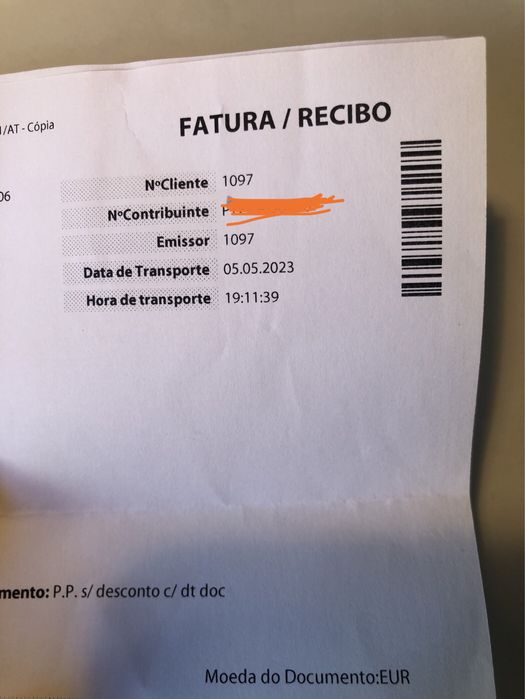 /AT - Cópia
FATURA / RECIBO
06
NºCliente 1097
NºContribuinte
Emissor 1097
Data de Transporte 05.05.2023
Hora de transporte 19:11:39
mento: P.P. s/ desconto c/ dt doc
Moeda do Documento:EUR